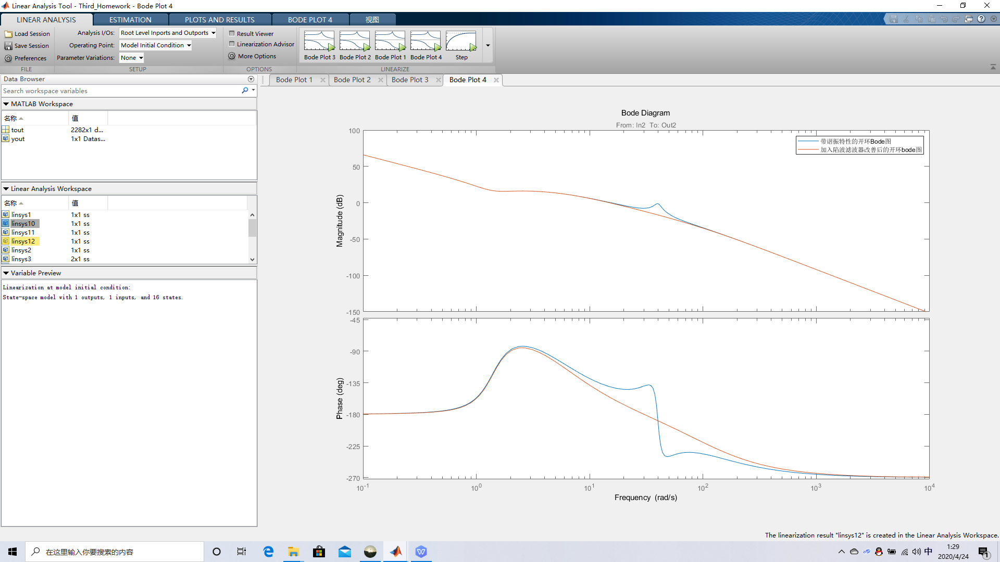 Linear Analysis Tool - Third_Homework - Bode Plot 4
LINEAR ANALYSIS
ESTIMATION
PLOTS AND RESULTS
BODE PLOT 4
视图
Load Session
Save Session
Preferences
FILE
Analysis I/Os: Root Level Inports and Outports
Operating Point: Model Initial Condition
Parameter Variations: None
SETUP
Result Viewer
Linearization Advisor
More Options
OPTIONS
Bode Plot 3
Bode Plot 2
Bode Plot 1
Bode Plot 4
Step
LINEARIZE
Data Browser
Search workspace variables
MATLAB Workspace
名称 值
tout 2282x1 d...
yout 1x1 Datas...
Linear Analysis Workspace
名称 值
linsys1 1x1 ss
linsys10 1x1 ss
linsys11 1x1 ss
linsys12 1x1 ss
linsys2 1x1 ss
linsys3 2x1 ss
Variable Preview
Linearization at model initial condition:
State-space model with 1 outputs, 1 inputs, and 16 states.
Bode Plot 1
Bode Plot 2
Bode Plot 3
Bode Plot 4
Bode Diagram
From: In2 To: Out2
带谐振特性的开环Bode图
加入陷波滤波器改善后的开环bode图
Magnitude (dB)
100
50
0
-50
-100
-150
Phase (deg)
-45
-90
-135
-180
-225
-270
10-1
100
101
102
103
104
Frequency (rad/s)
The linearization result "linsys12" is created in the Linear Analysis Workspace.
在这里输入你要搜索的内容
中
1:29
2020/4/24
1